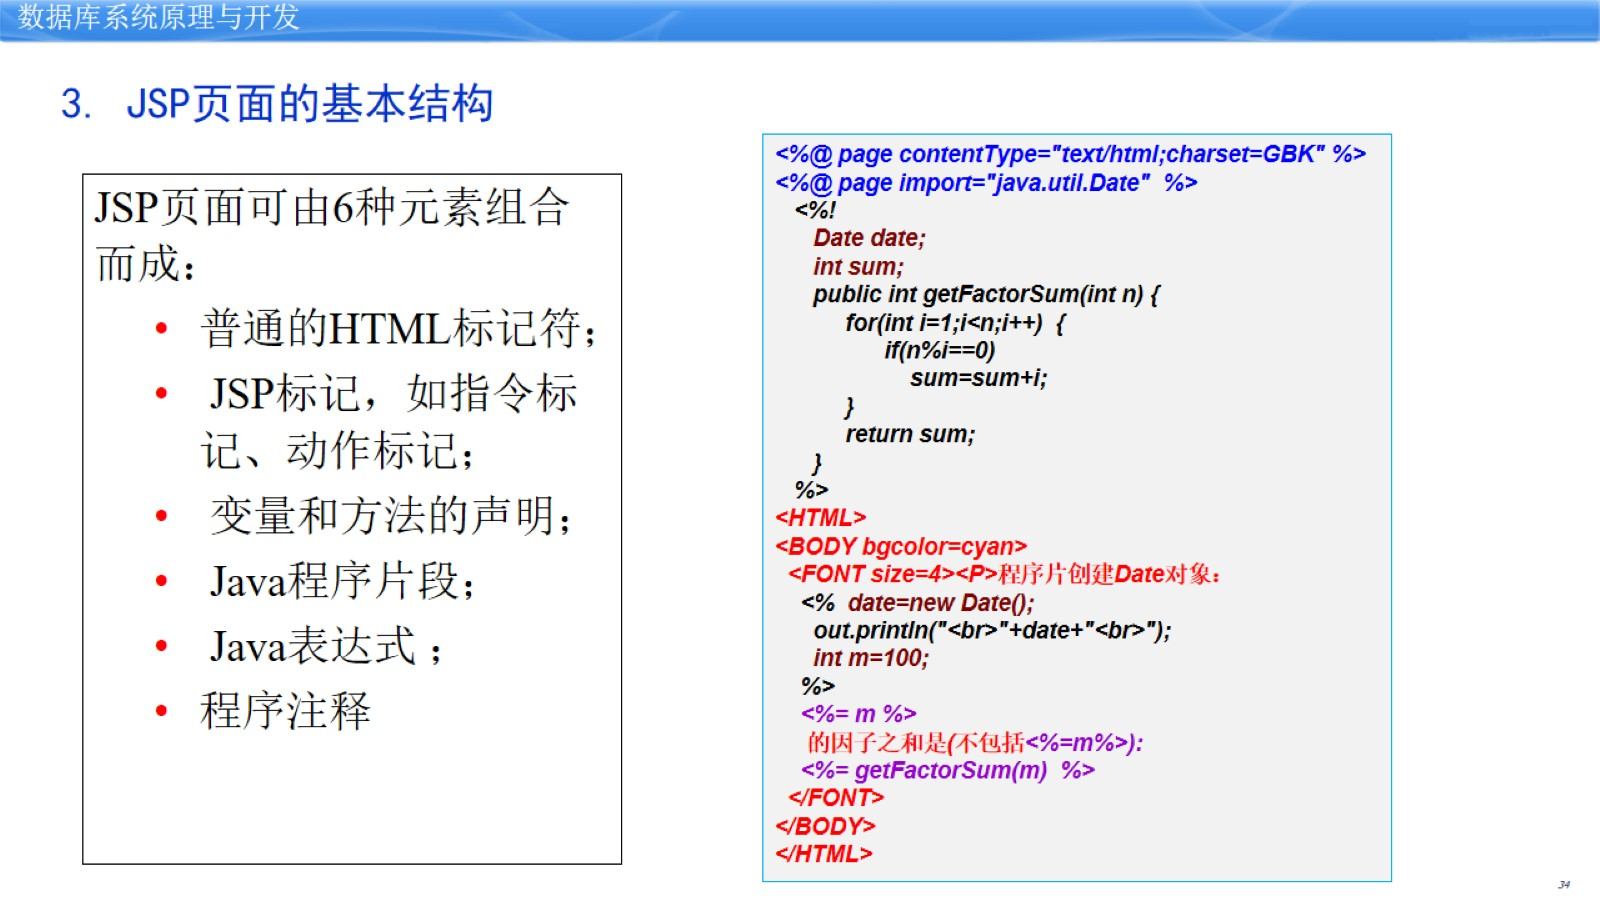 数据库系统原理与开发
3. JSP页面的基本结构
JSP页面可由6种元素组合
而成：
• 普通的HTML标记符；
• JSP标记，如指令标
记、动作标记；
• 变量和方法的声明；
• Java程序片段；
• Java表达式 ；
• 程序注释
<%@ page contentType="text/html;charset=GBK" %>
<%@ page import="java.util.Date"  %>
<%!
Date date;
int sum;
public int getFactorSum(int n) {
for(int i=1;i<n;i++)  {
if(n%i==0)
sum=sum+i;
}
return sum;
}
%>
<HTML>
<BODY bgcolor=cyan>
<FONT size=4><P>程序片创建Date对象：
<%  date=new Date();
out.println("<br>"+date+"<br>");
int m=100;
%>
<%= m %>
的因子之和是(不包括<%=m%>):
<%= getFactorSum(m)  %>
</FONT>
</BODY>
</HTML>
34